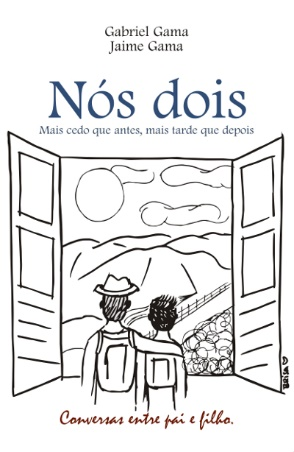 Gabriel Gama
Jaime Gama
Nós dois
Mais cedo que antes, mais tarde que depois
Conversas entre pai e filho.